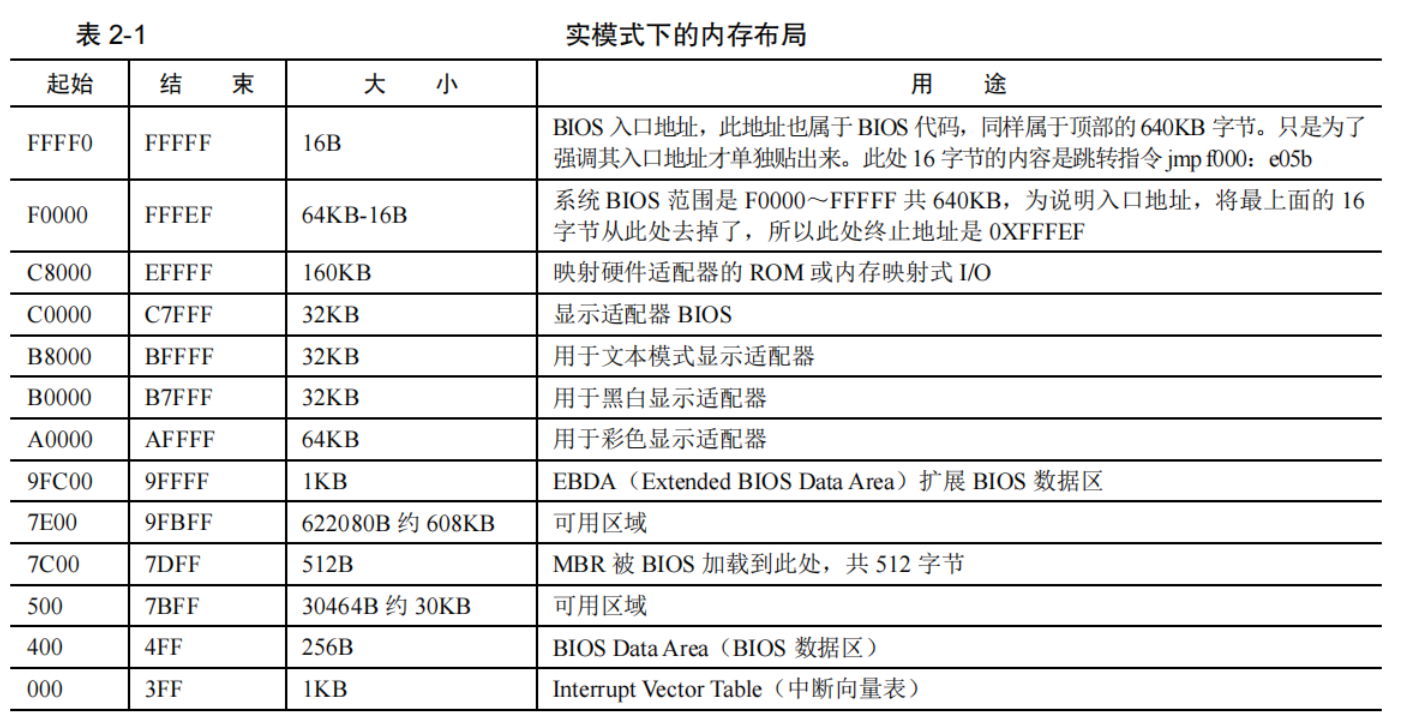 表 2-1 实模式下的内存布局
起始 结 束 大 小 用 途
FFFF0 FFFFF 16B BIOS 入口地址，此地址也属于 BIOS 代码，同样属于顶部的 640KB 字节。只是为了
强调其入口地址才单独贴出来。此处 16 字节的内容是跳转指令 jmp f000：e05b
F0000 FFFEF 64KB-16B 系统 BIOS 范围是 F0000～FFFFF 共 640KB，为说明入口地址，将最上面的 16
字节从此处去掉了，所以此处终止地址是 0XFFFEF
C8000 EFFFF 160KB 映射硬件适配器的 ROM 或内存映射式 I/O
C0000 C7FFF 32KB 显示适配器 BIOS
B8000 BFFFF 32KB 用于文本模式显示适配器
B0000 B7FFF 32KB 用于黑白显示适配器
A0000 AFFFF 64KB 用于彩色显示适配器
9FC00 9FFFF 1KB EBDA（Extended BIOS Data Area）扩展 BIOS 数据区
7E00 9FBFF 622080B 约 608KB 可用区域
7C00 7DFF 512B MBR 被 BIOS 加载到此处，共 512 字节
500 7BFF 30464B 约 30KB 可用区域
400 4FF 256B BIOS Data Area（BIOS 数据区）
000 3FF 1KB Interrupt Vector Table（中断向量表）